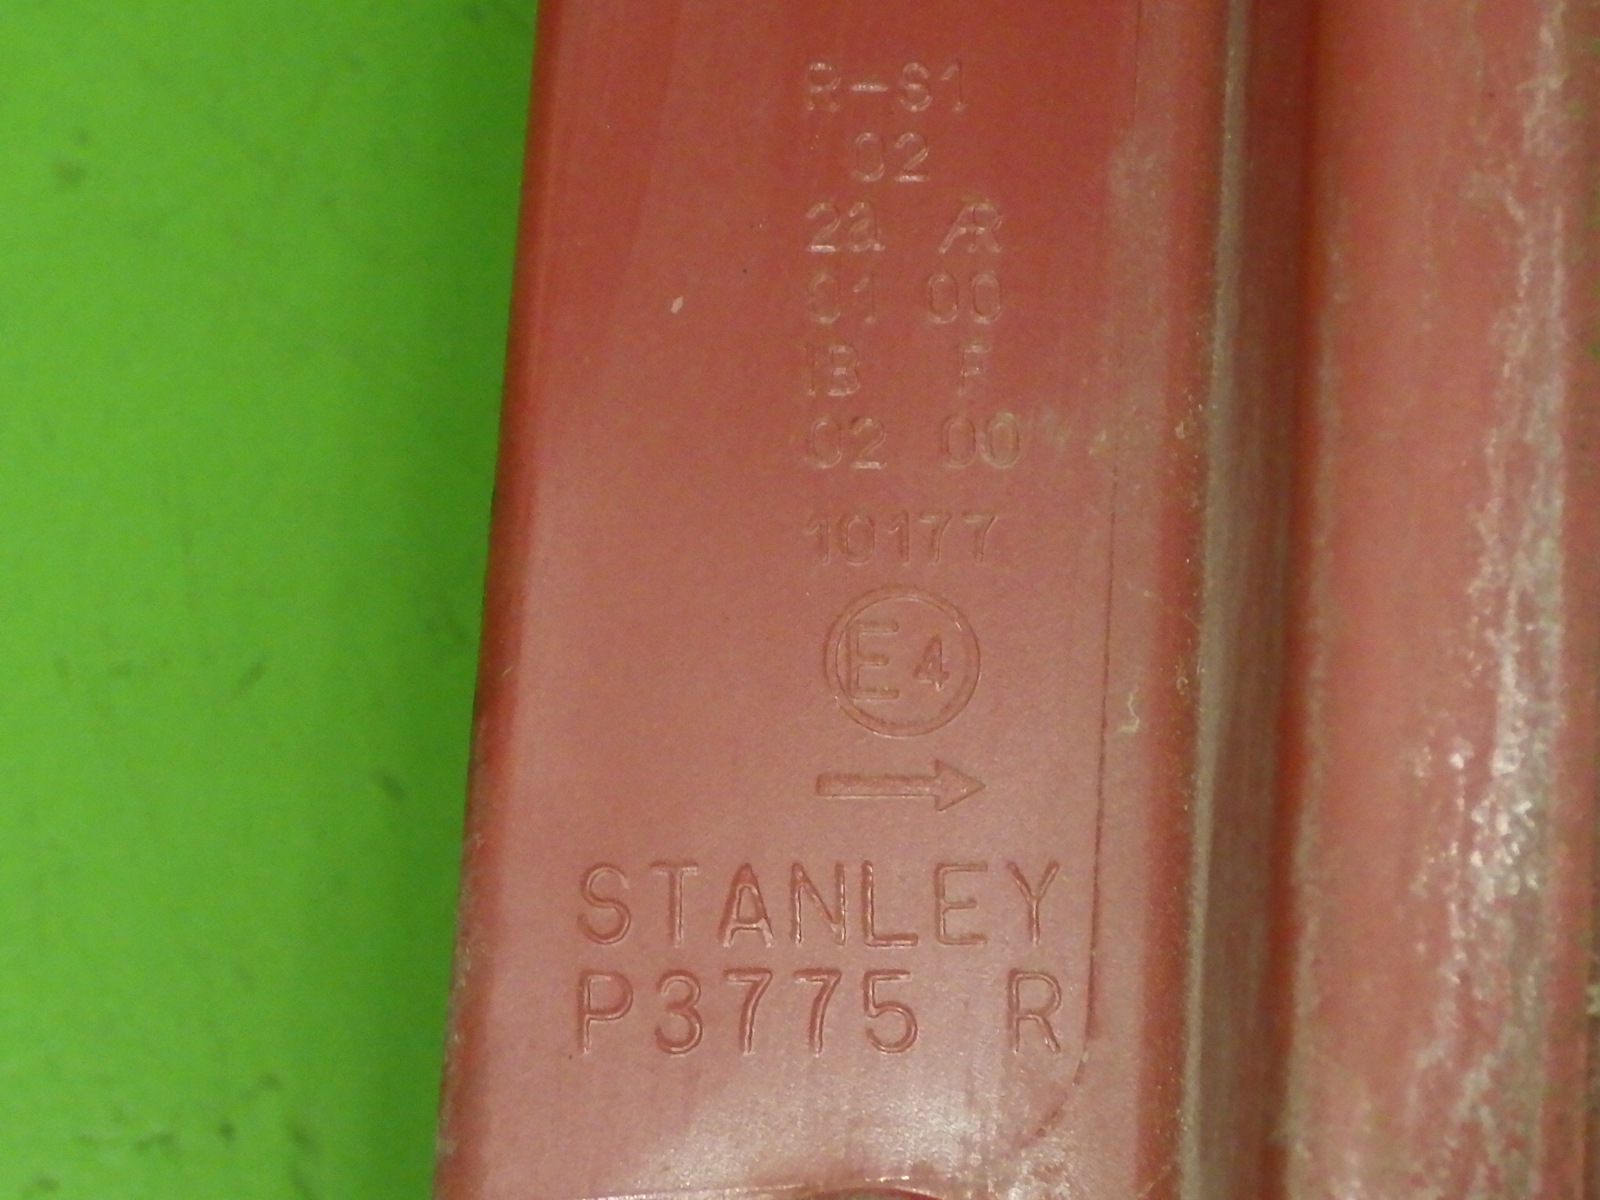 R-S1
02
2a AR
01 00
IB F
02 00
10177
E4
→
STANLEY
P3775 R